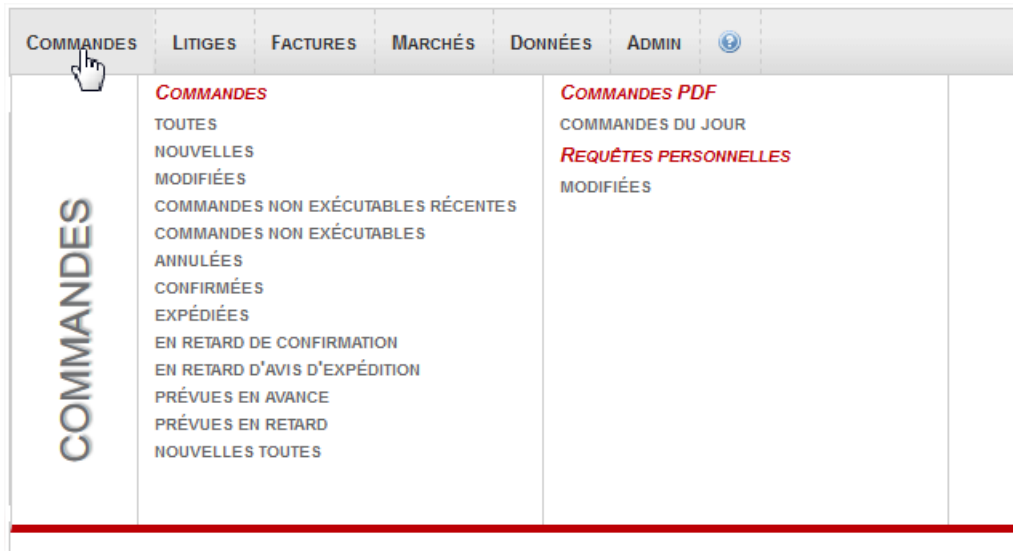 COMMANDES LITIGES FACTURES MARCHÉS DONNÉES ADMIN ?
COMMANDES
COMMANDES
TOUTES
NOUVELLES
MODIFIÉES
COMMANDES NON EXÉCUTABLES RÉCENTES
COMMANDES NON EXÉCUTABLES
ANNULÉES
CONFIRMÉES
EXPÉDIÉES
EN RETARD DE CONFIRMATION
EN RETARD D'AVIS D'EXPÉDITION
PRÉVUES EN AVANCE
PRÉVUES EN RETARD
NOUVELLES TOUTES
COMMANDES PDF
COMMANDES DU JOUR
REQUÊTES PERSONNELLES
MODIFIÉES